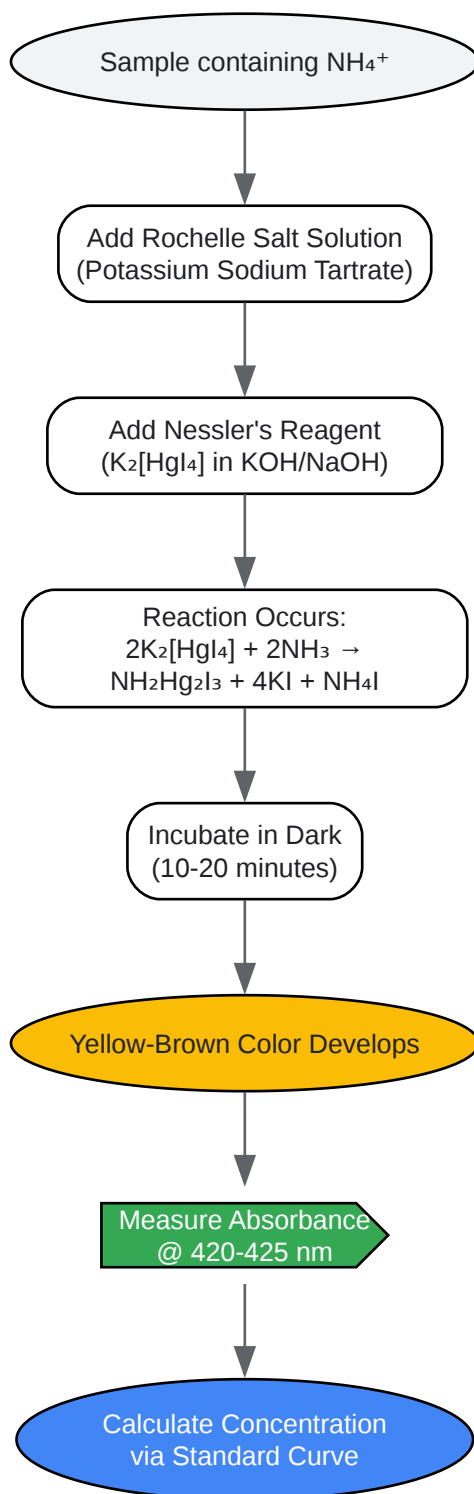 Sample containing NH₄⁺
Add Rochelle Salt Solution
(Potassium Sodium Tartrate)
Add Nessler's Reagent
(K₂[HgI₄] in KOH/NaOH)
Reaction Occurs:
2K₂[HgI₄] + 2NH₃ →
NH₂Hg₂I₃ + 4KI + NH₄I
Incubate in Dark
(10-20 minutes)
Yellow-Brown Color Develops
Measure Absorbance
@ 420-425 nm
Calculate Concentration
via Standard Curve